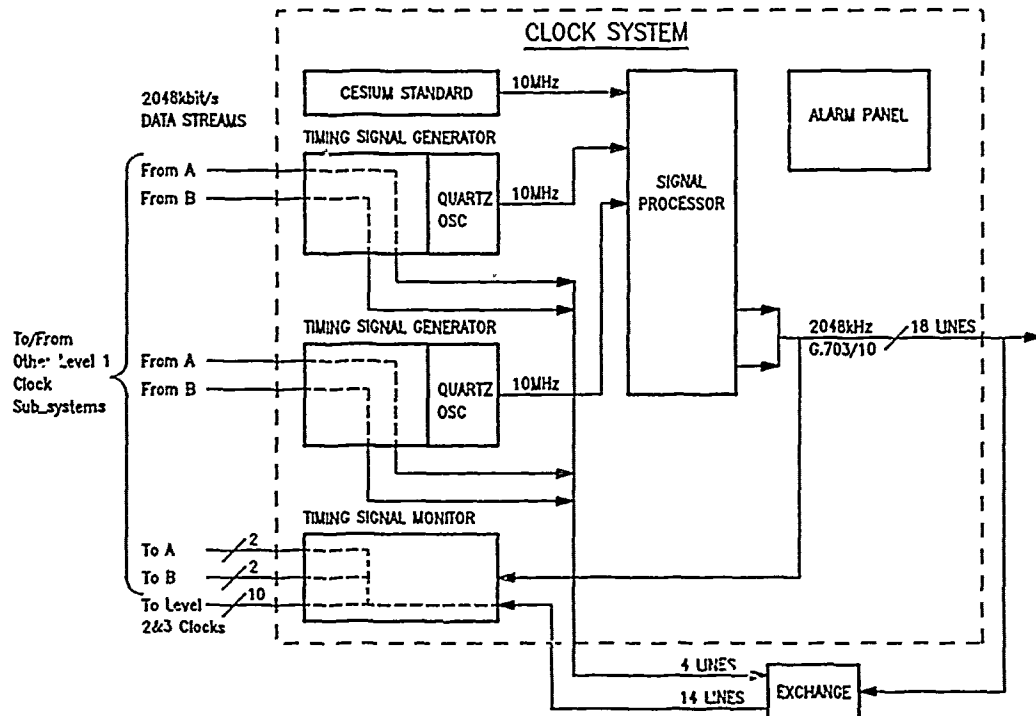 CLOCK SYSTEM
CESIUM STANDARD
10MHz
ALARM PANEL
2048kbit/s
DATA STREAMS
TIMING SIGNAL GENERATOR
From A
From B
QUARTZ
OSC
10MHz
SIGNAL
PROCESSOR
TIMING SIGNAL GENERATOR
To/From
Other Level 1
Clock
Sub_systems
From A
From B
QUARTZ
OSC
10MHz
2048kHz
G.703/10
18 LINES
TIMING SIGNAL MONITOR
To A
2
To B
2
To Level
2&3 Clocks
10
4 LINES
14 LINES
EXCHANGE